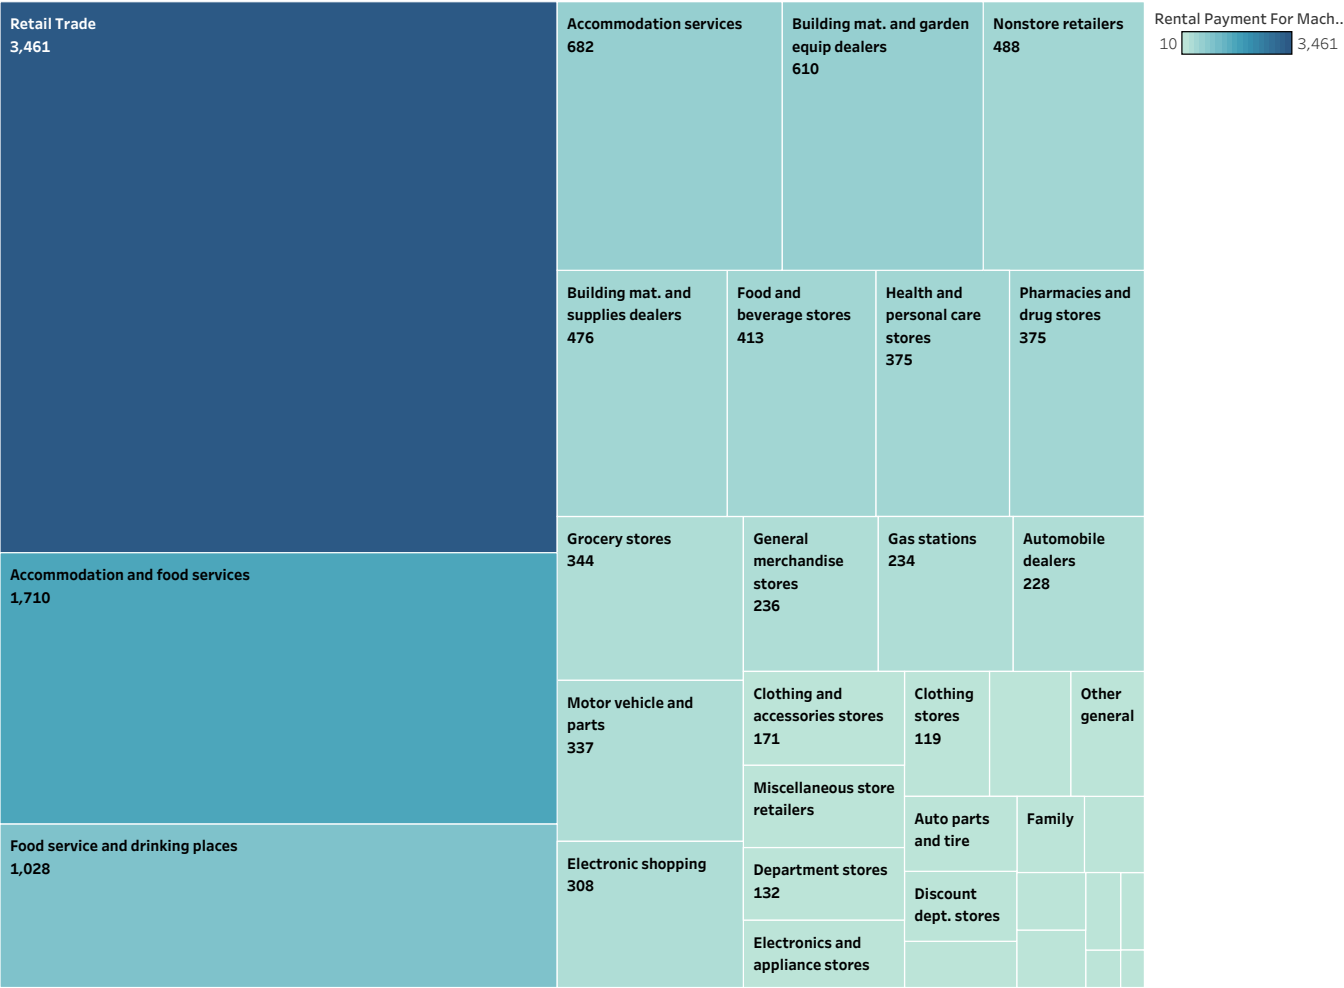 Retail Trade
3,461
Accommodation and food services
1,710
Food service and drinking places
1,028
Accommodation services
682
Building mat. and garden
equip dealers
610
Nonstore retailers
488
Building mat. and
supplies dealers
476
Food and
beverage stores
413
Health and
personal care
stores
375
Pharmacies and
drug stores
375
Grocery stores
344
Motor vehicle and
parts
337
Electronic shopping
308
General
merchandise
stores
236
Gas stations
234
Automobile
dealers
228
Clothing and
accessories stores
171
Miscellaneous store
retailers
Department stores
132
Electronics and
appliance stores
Clothing
stores
119
Other
general
Auto parts
and tire
Family
Discount
dept. stores
Rental Payment For Mach..
10
3,461